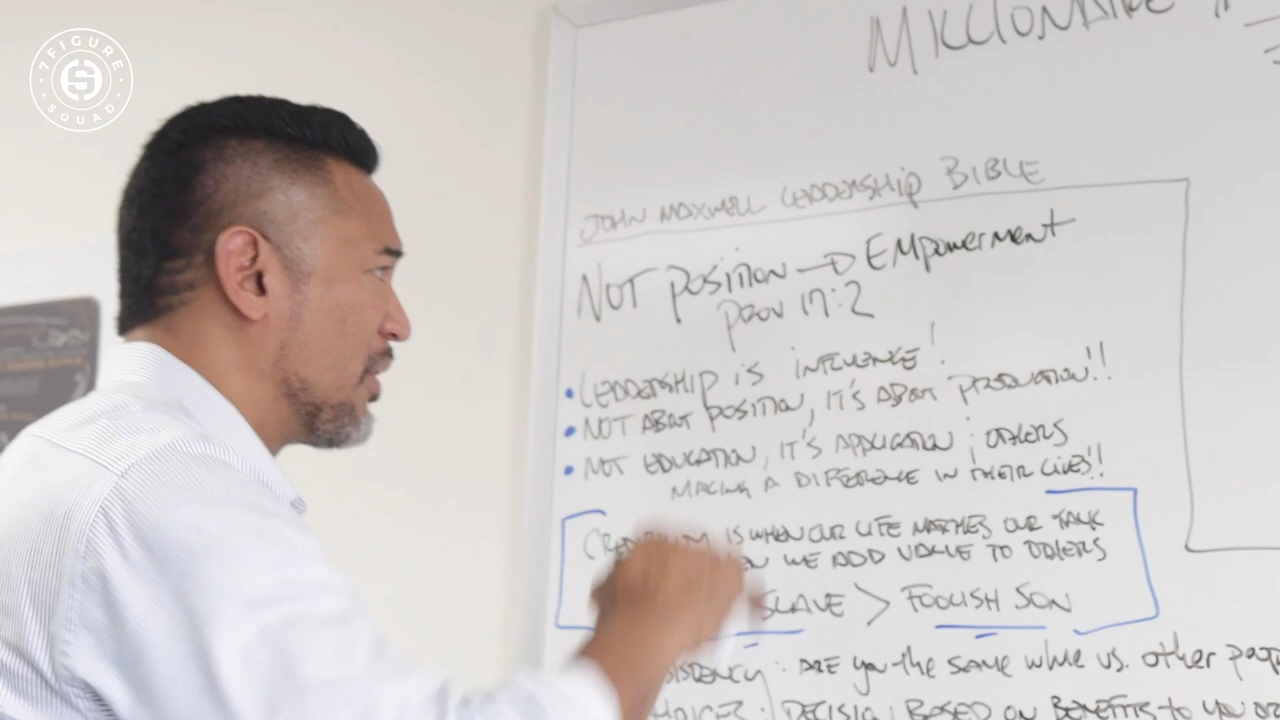 7 FIGURE SQUAD
MILLIONAIRE
JOHN MAXWELL LEADERSHIP BIBLE
NOT POSITION → EMPOWERMENT
PROV 17:2
• LEADERSHIP IS INFLUENCE!
• NOT ABOUT POSITION, IT'S ABOUT PRODUCTION!!
• NOT EDUCATION, IT'S APPLICATION; OTHERS
MAKING A DIFFERENCE IN THEIR LIVES!!
IS WHEN OUR LIFE MATCHES OUR TALK
WE ADD VALUE TO OTHERS
SLAVE > FOOLISH SON
: ARE you the same while vs. other
: DECISION BASED ON BENEFITS to you